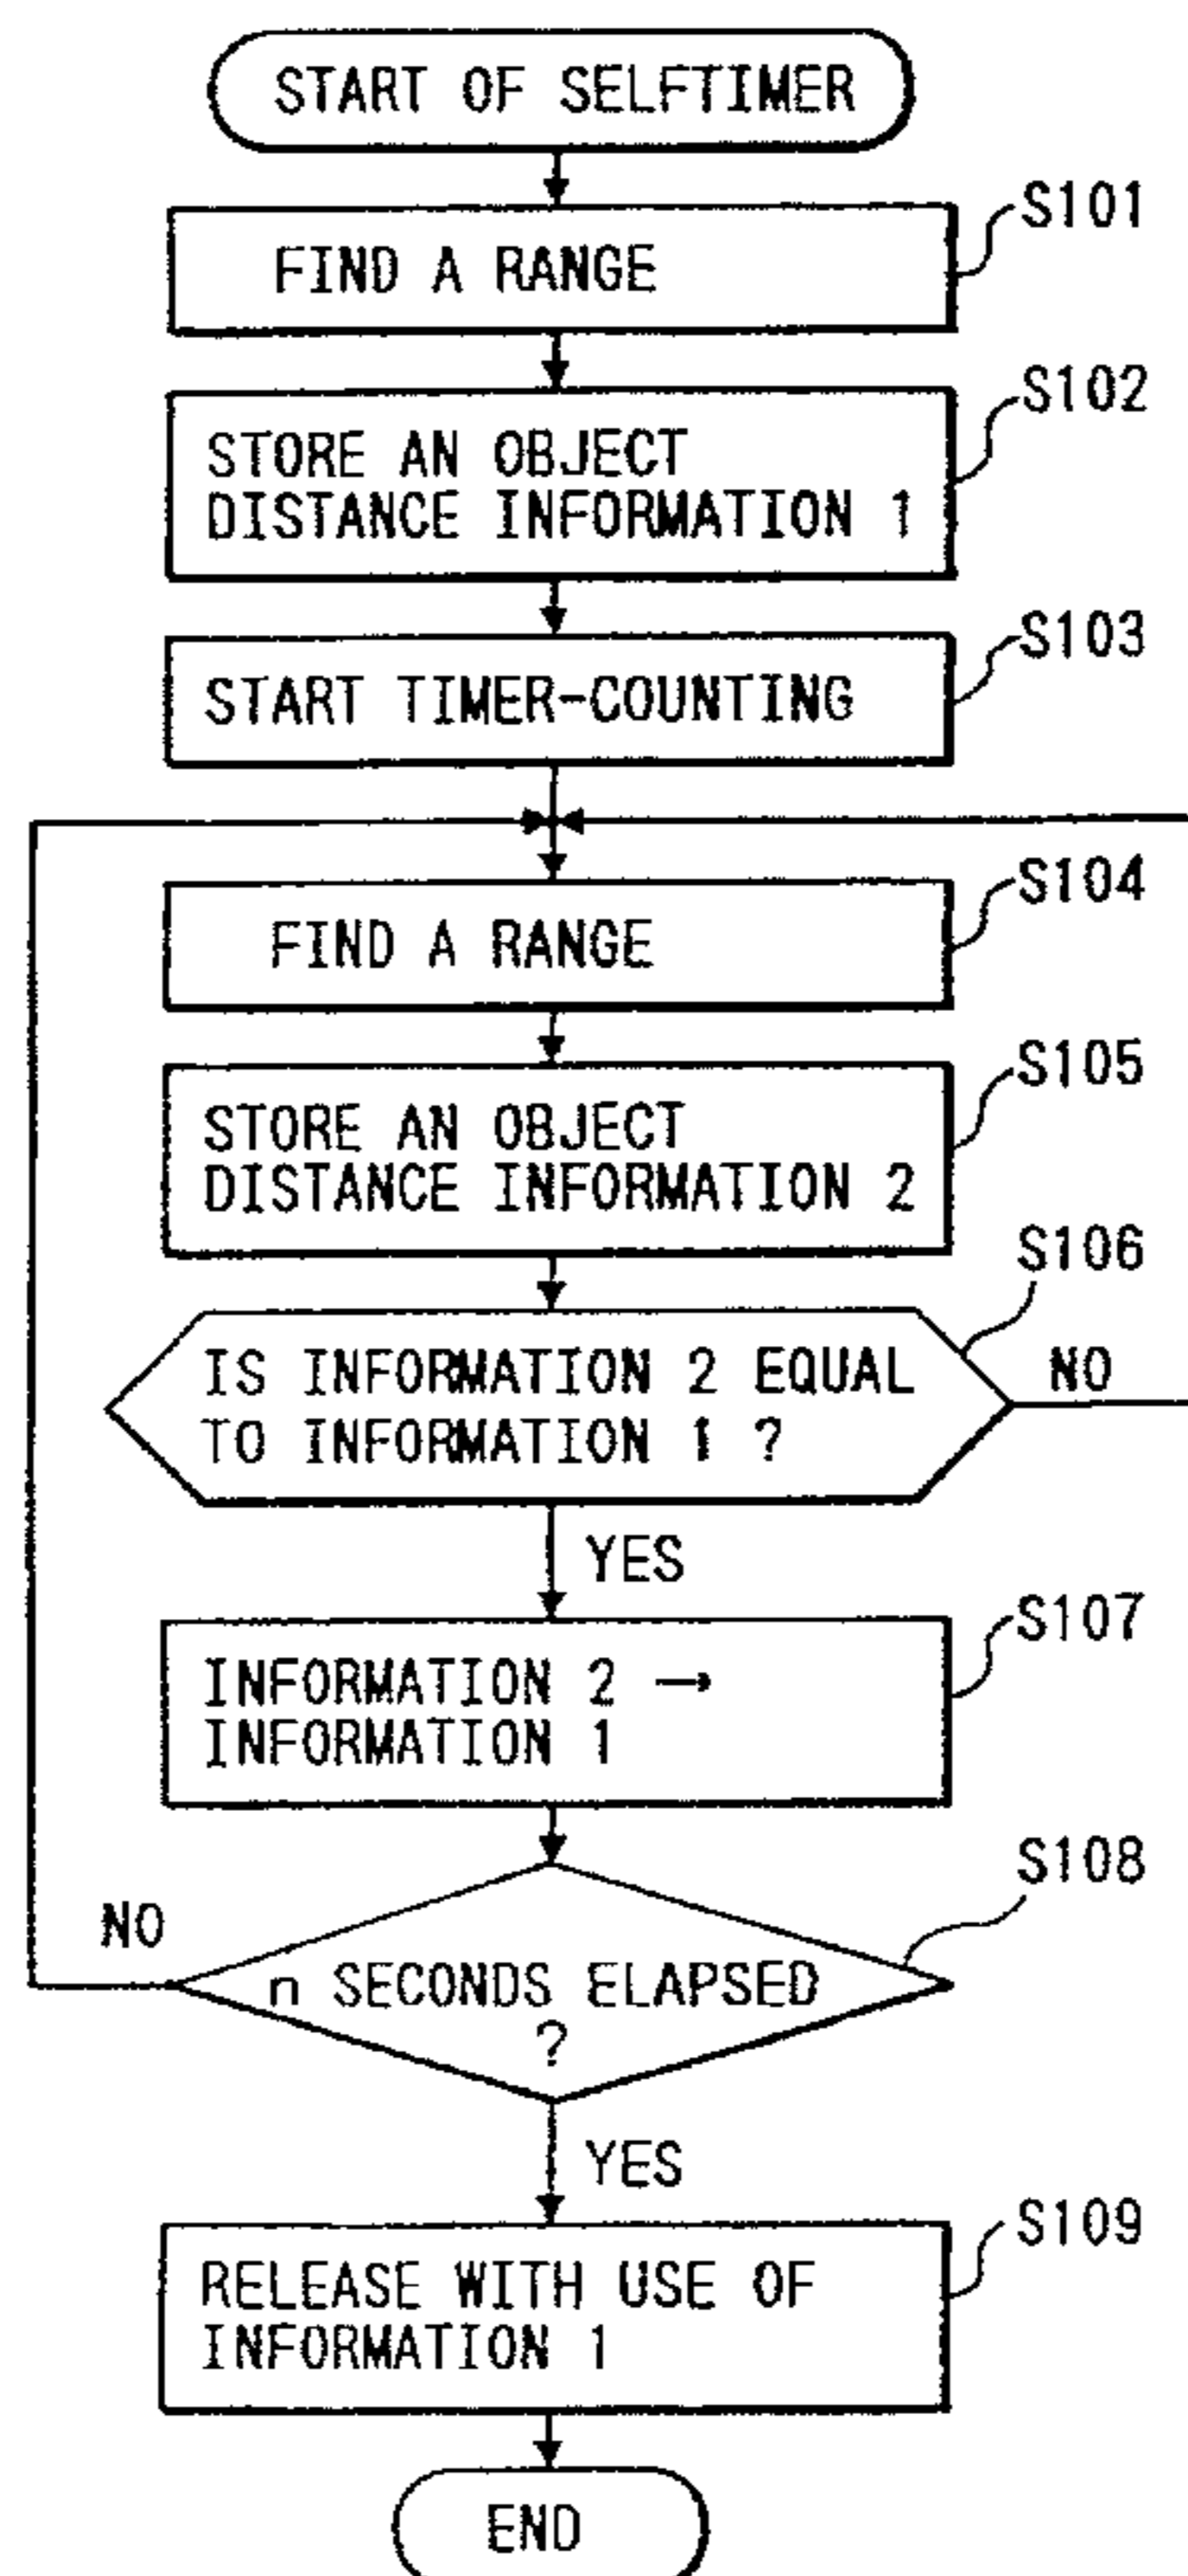 START OF SELFTIMER
S101
FIND A RANGE
S102
STORE AN OBJECT
DISTANCE INFORMATION 1
S103
START TIMER-COUNTING
S104
FIND A RANGE
S105
STORE AN OBJECT
DISTANCE INFORMATION 2
S106
IS INFORMATION 2 EQUAL
TO INFORMATION 1 ?
NO
YES
S107
INFORMATION 2 →
INFORMATION 1
S108
NO
n SECONDS ELAPSED
?
YES
S109
RELEASE WITH USE OF
INFORMATION 1
END